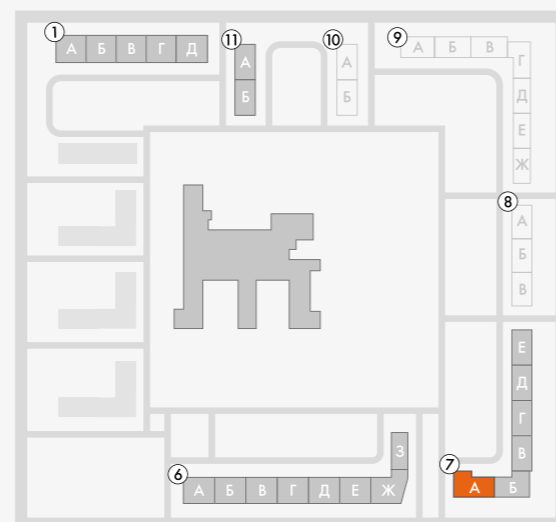 1
А Б В Г Д
11
А
Б
10
А
Б
9
А Б В
Г
Д
Е
Ж
8
А
Б
В
Е
Д
Г
В
7
А Б
6
А Б В Г Д Е Ж
З